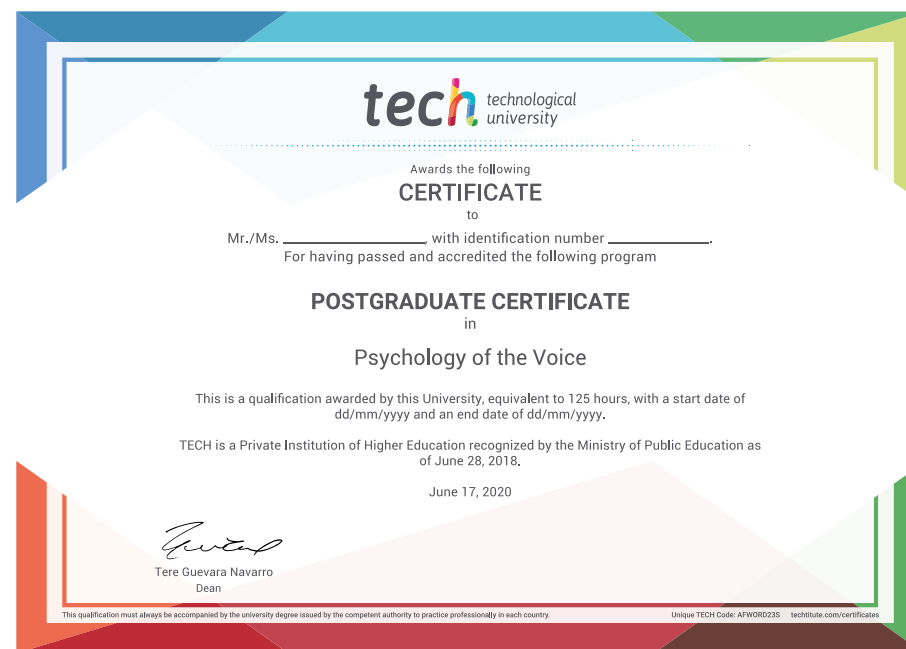 tech technological
university
Awards the following
CERTIFICATE
to
Mr./Ms. ____________________, with identification number ______________.
For having passed and accredited the following program
POSTGRADUATE CERTIFICATE
in
Psychology of the Voice
This is a qualification awarded by this University, equivalent to 125 hours, with a start date of
dd/mm/yyyy and an end date of dd/mm/yyyy.
TECH is a Private Institution of Higher Education recognized by the Ministry of Public Education as
of June 28, 2018.
June 17, 2020
Tere Guevara Navarro
Dean
This qualification must always be accompanied by the university degree issued by the competent authority to practice professionally in each country. Unique TECH Code: AFWORD23S techtitute.com/certificates